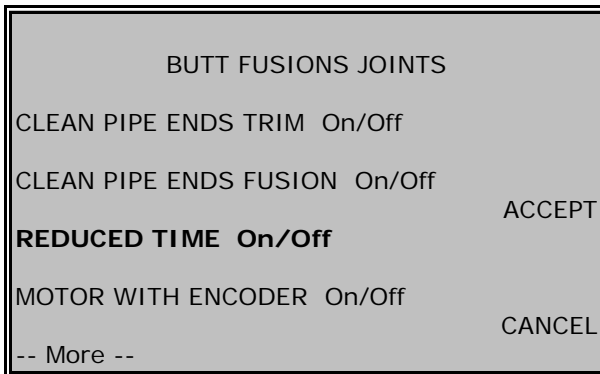 BUTT FUSIONS JOINTS
CLEAN PIPE ENDS TRIM On/Off
CLEAN PIPE ENDS FUSION On/Off
ACCEPT
REDUCED TIME On/Off
MOTOR WITH ENCODER On/Off
CANCEL
-- More --